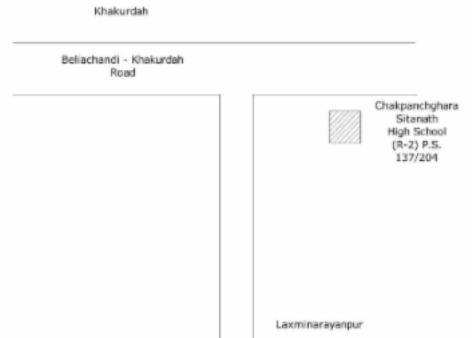 Khakurdah
Beliachandi - Khakurdah
Road
Chakpanchghara
Sitanath
High School
(R-2) P.S.
137/204
Laxminarayanpur